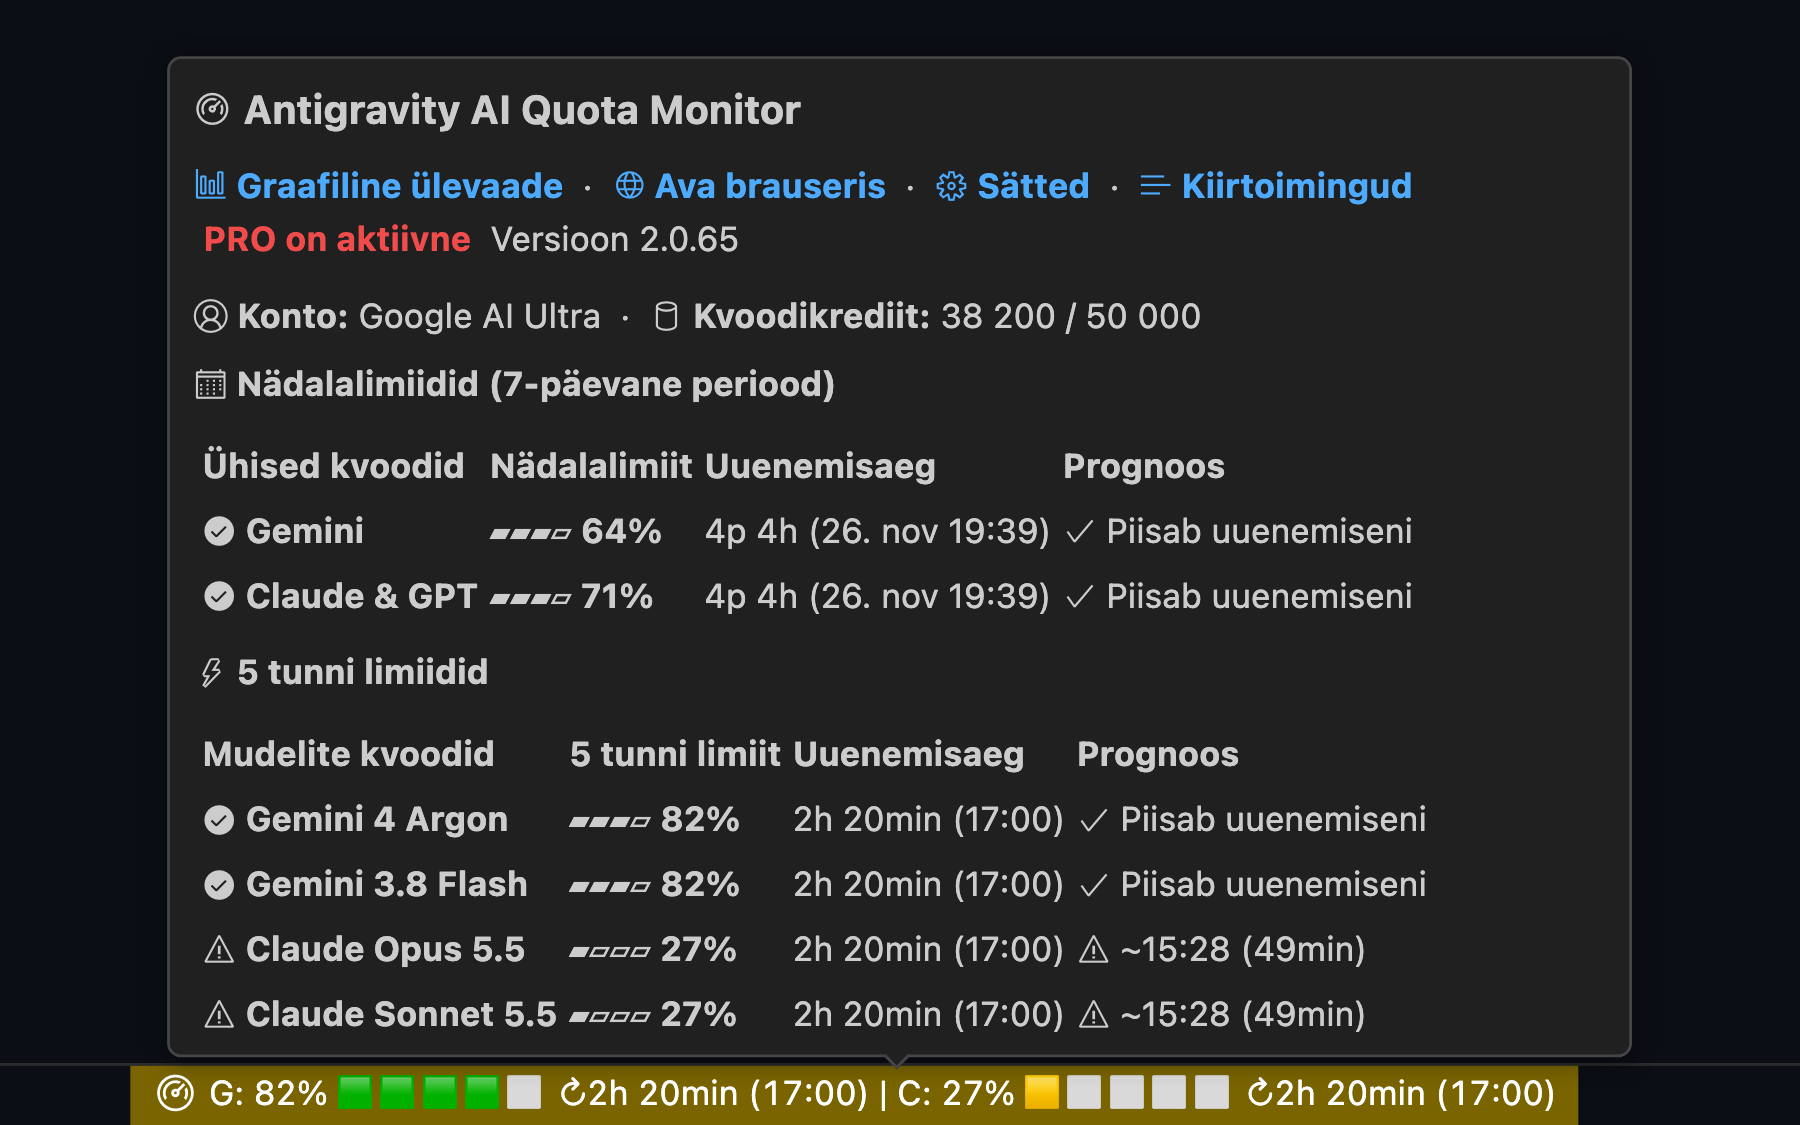 Antigravity AI Quota Monitor
Graafiline ülevaade · Ava brauseris · Sätted · Kiirtoimingud
PRO on aktiivne Versioon 2.0.65
Konto: Google AI Ultra · Kvoodikrediit: 38 200 / 50 000
Nädalalimiidid (7-päevane periood)
Ühised kvoodid Nädalalimiit Uuenemisaeg Prognoos
Gemini ▰▰▰▱ 64% 4p 4h (26. nov 19:39) ✓ Piisab uuenemiseni
Claude & GPT ▰▰▰▱ 71% 4p 4h (26. nov 19:39) ✓ Piisab uuenemiseni
5 tunni limiidid
Mudelite kvoodid 5 tunni limiit Uuenemisaeg Prognoos
Gemini 4 Argon ▰▰▰▱ 82% 2h 20min (17:00) ✓ Piisab uuenemiseni
Gemini 3.8 Flash ▰▰▰▱ 82% 2h 20min (17:00) ✓ Piisab uuenemiseni
⚠ Claude Opus 5.5 ▰▱▱▱ 27% 2h 20min (17:00) ⚠ ~15:28 (49min)
⚠ Claude Sonnet 5.5 ▰▱▱▱ 27% 2h 20min (17:00) ⚠ ~15:28 (49min)
G: 82% 🟩🟩🟩🟩⬜ ↻2h 20min (17:00) | C: 27% 🟨⬜⬜⬜⬜ ↻2h 20min (17:00)